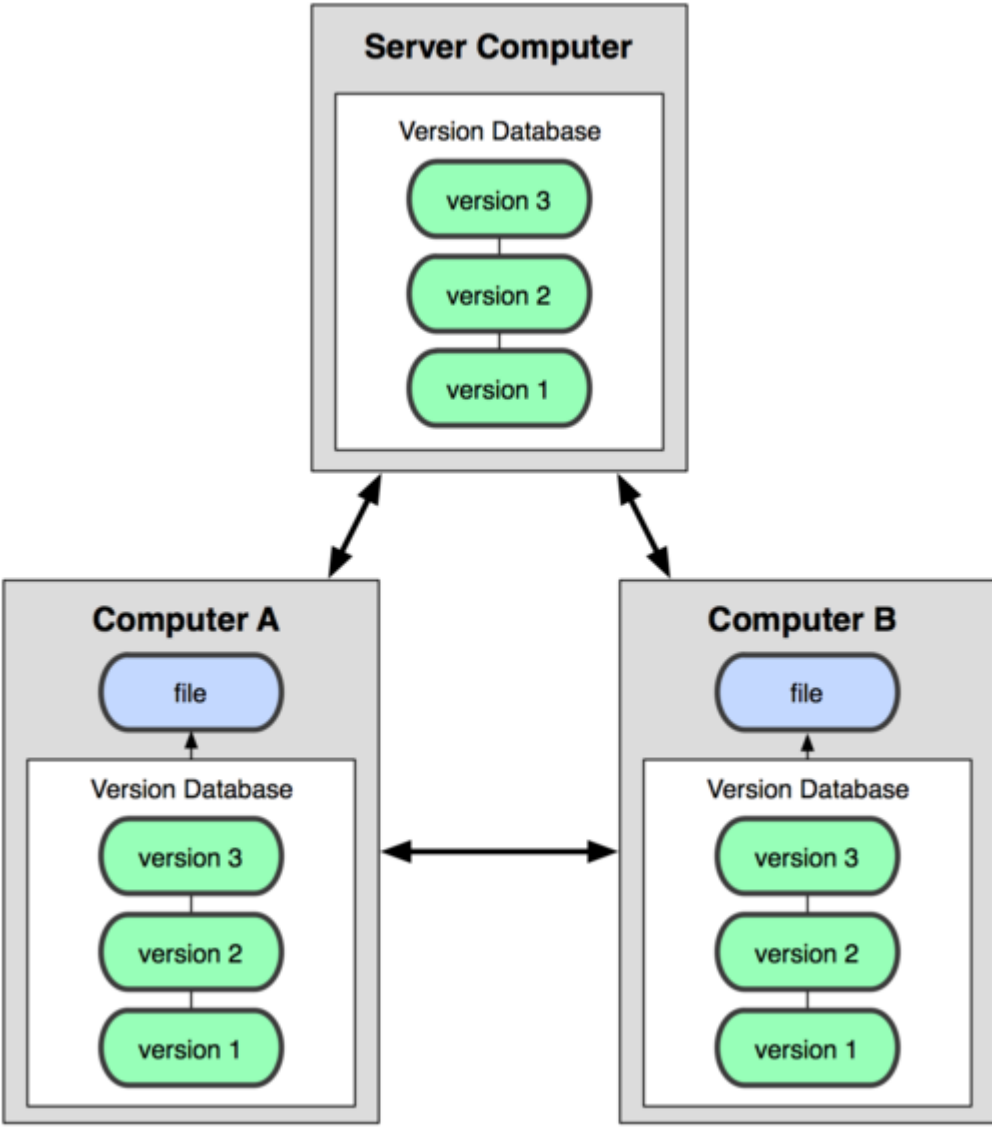 Server Computer
Version Database
version 3
version 2
version 1
Computer A
file
Version Database
version 3
version 2
version 1
Computer B
file
Version Database
version 3
version 2
version 1